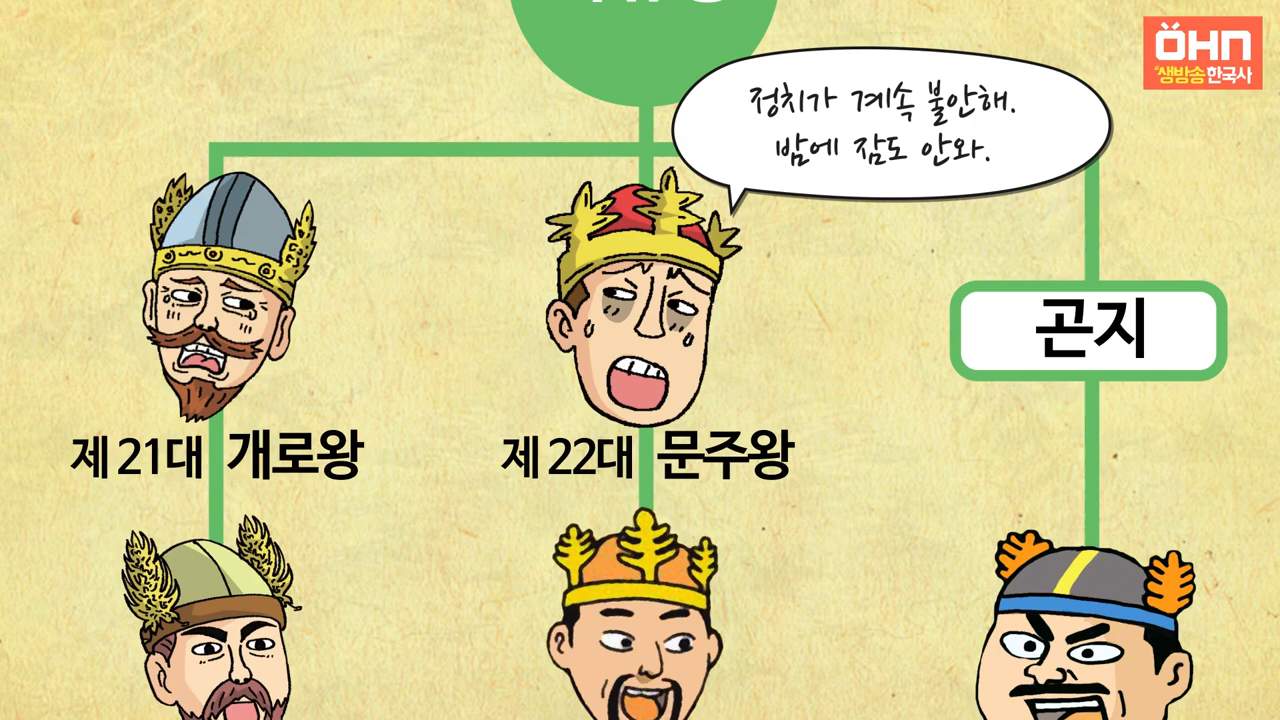 ÖHN
생방송한국사
정치가 계속 불안해.
밤에 잠도 안와.
곤지
제 21대 개로왕
제 22대 문주왕